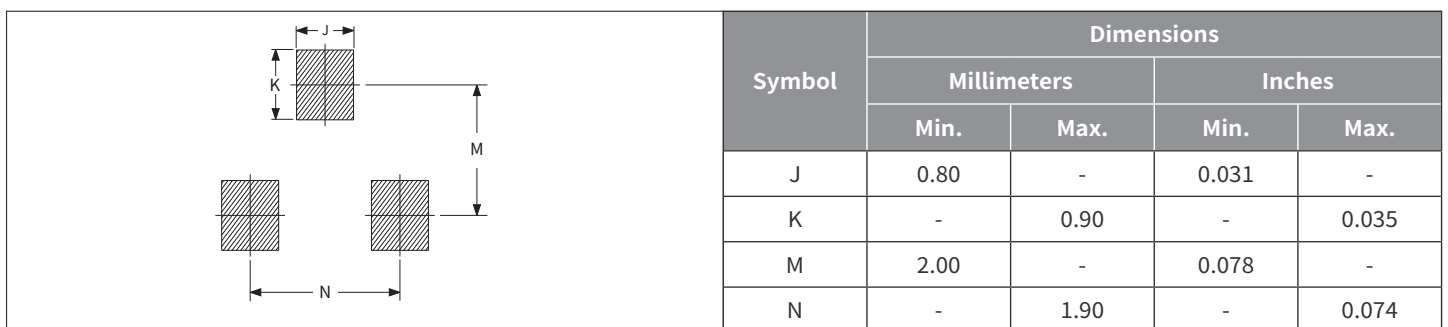 J
K
M
N
Symbol Dimensions
Millimeters Inches
Min. Max. Min. Max.
J 0.80 - 0.031 -
K - 0.90 - 0.035
M 2.00 - 0.078 -
N - 1.90 - 0.074